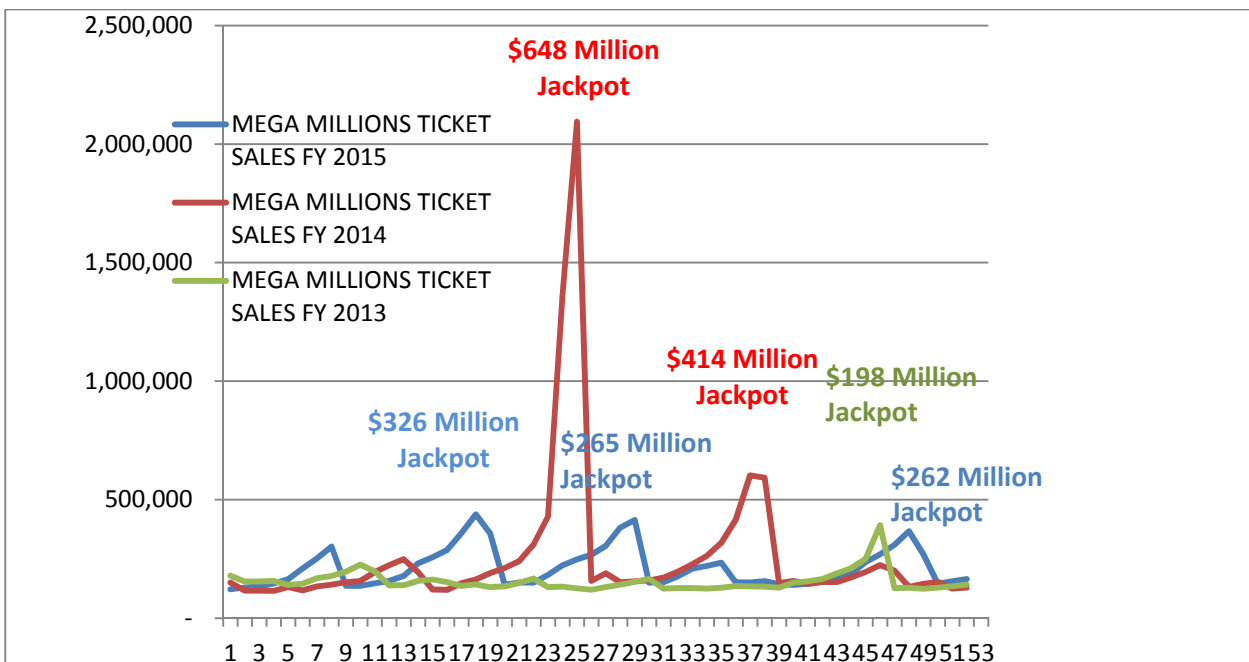 2,500,000
$648 Million
Jackpot
MEGA MILLIONS TICKET
SALES FY 2015
2,000,000
MEGA MILLIONS TICKET
SALES FY 2014
1,500,000
MEGA MILLIONS TICKET
SALES FY 2013
$414 Million
Jackpot
1,000,000
$198 Million
Jackpot
$326 Million
Jackpot
$265 Million
Jackpot
500,000
$262 Million
Jackpot
-
1 3 5 7 9 11 13 15 17 19 21 23 25 27 29 31 33 35 37 39 41 43 45 47 49 51 53